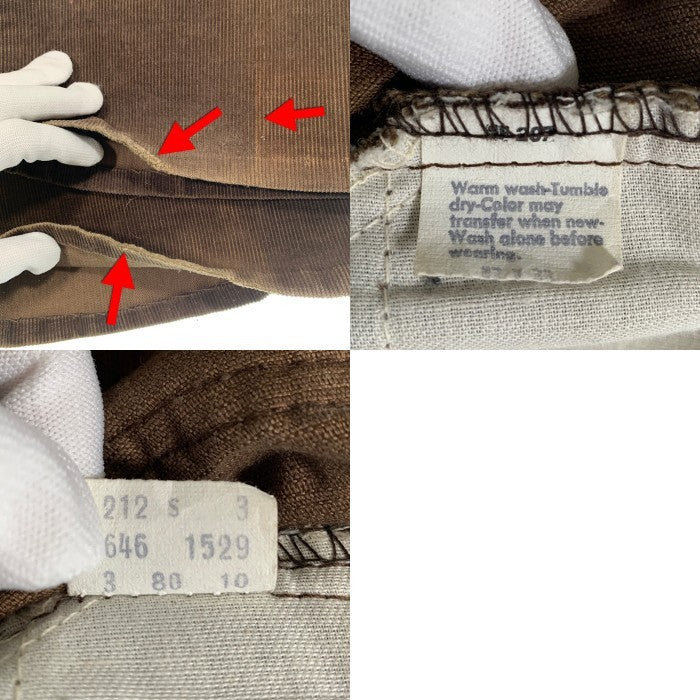 Warm wash-Tumble
dry-Color may
transfer when new-
Wash alone before
wearing.
212 S 3
646 1529
3 80 10